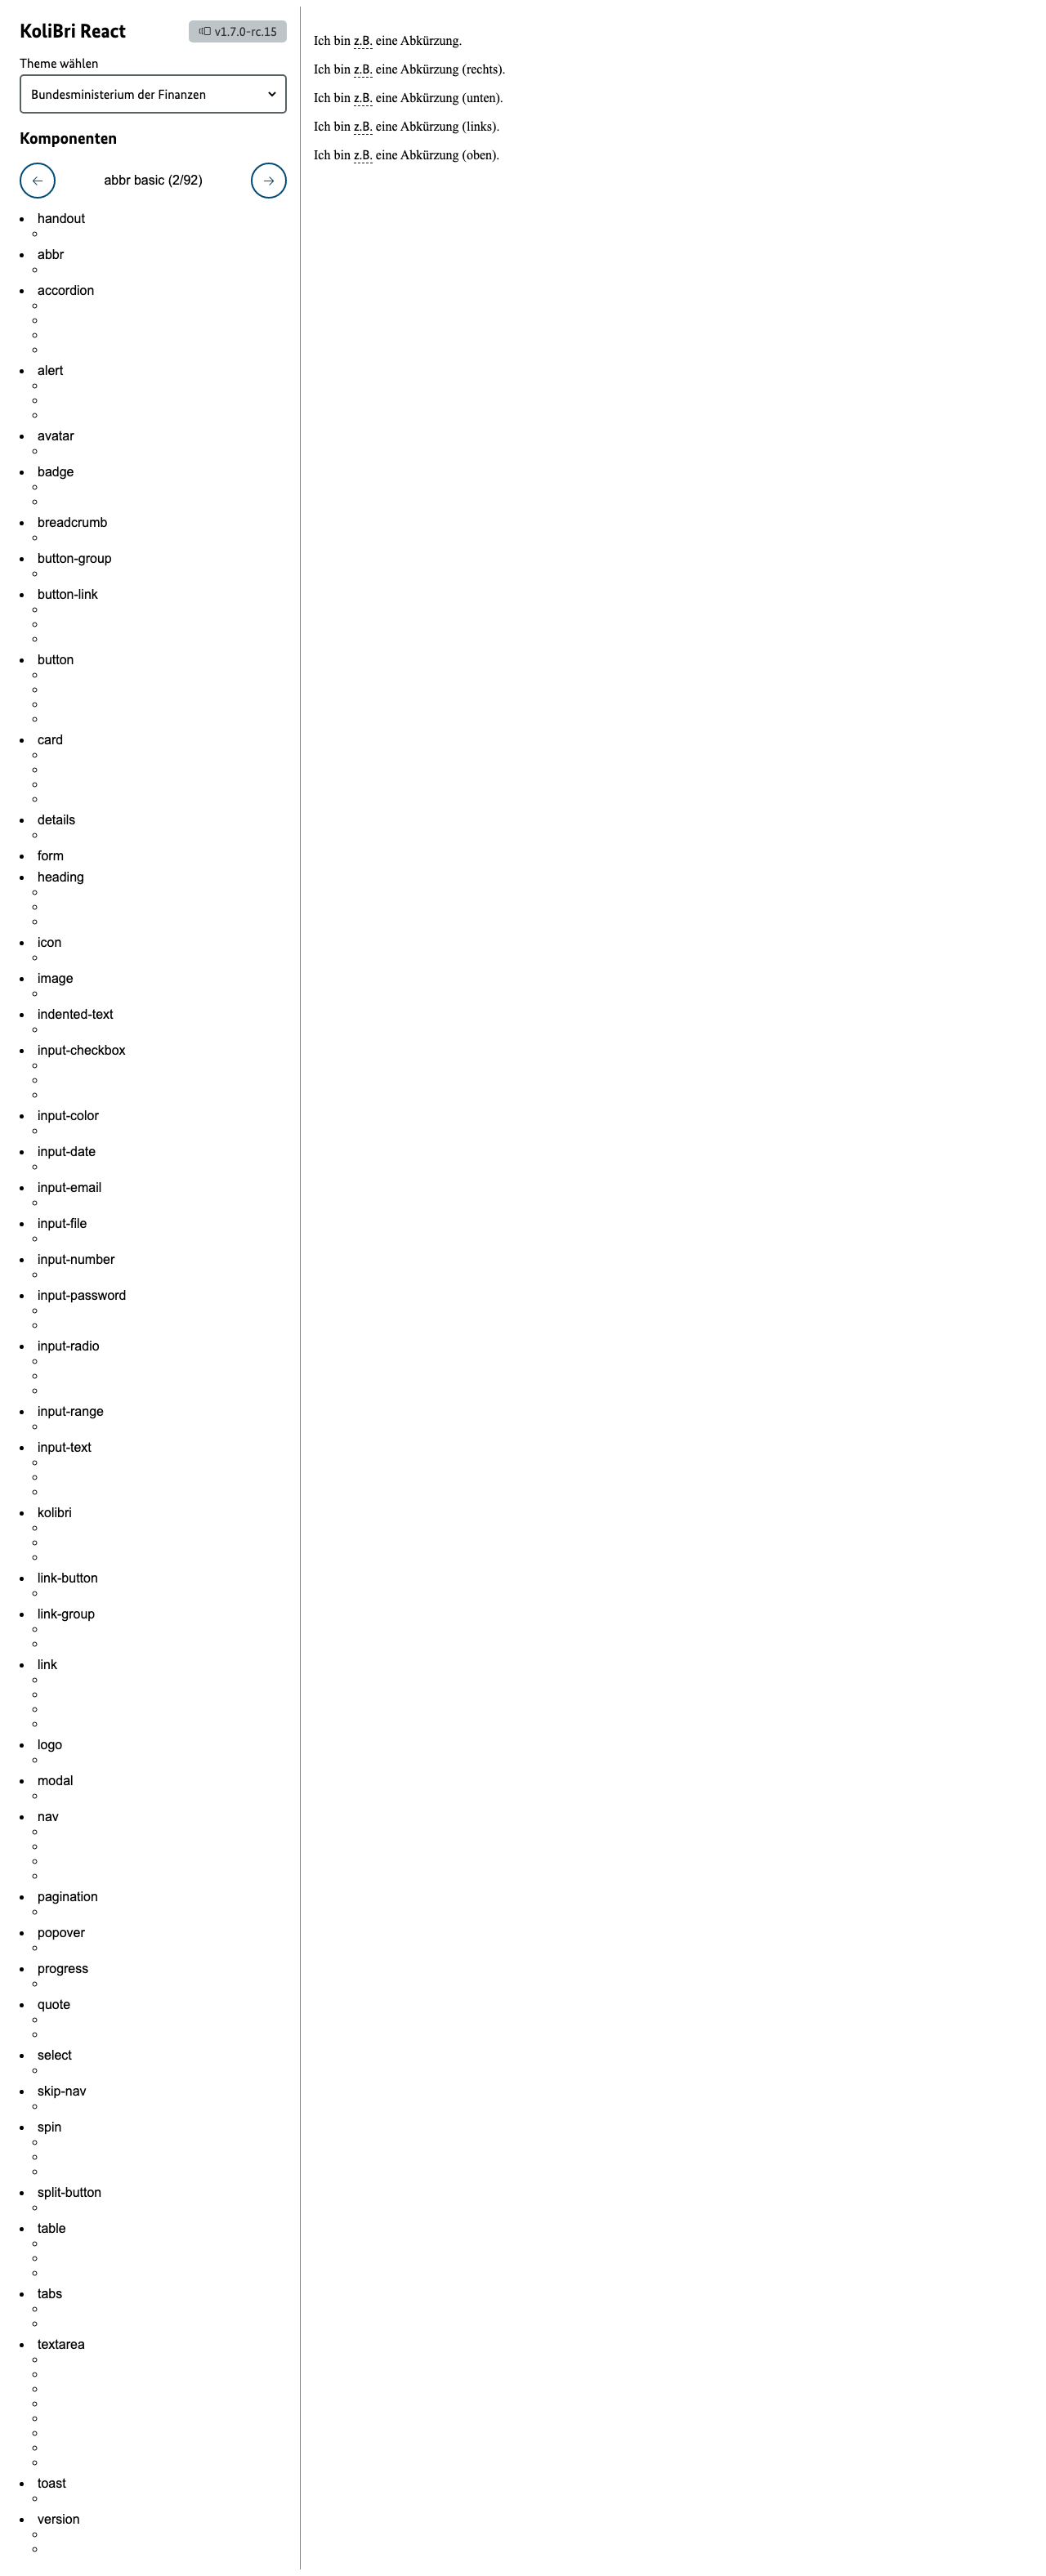 KoliBri React
v1.7.0-rc.15
Theme wählen
Bundesministerium der Finanzen
Komponenten
abbr basic (2/92)
handout
abbr
accordion
alert
avatar
badge
breadcrumb
button-group
button-link
button
card
details
form
heading
icon
image
indented-text
input-checkbox
input-color
input-date
input-email
input-file
input-number
input-password
input-radio
input-range
input-text
kolibri
link-button
link-group
link
logo
modal
nav
pagination
popover
progress
quote
select
skip-nav
spin
split-button
table
tabs
textarea
toast
version
Ich bin z.B. eine Abkürzung.
Ich bin z.B. eine Abkürzung (rechts).
Ich bin z.B. eine Abkürzung (unten).
Ich bin z.B. eine Abkürzung (links).
Ich bin z.B. eine Abkürzung (oben).